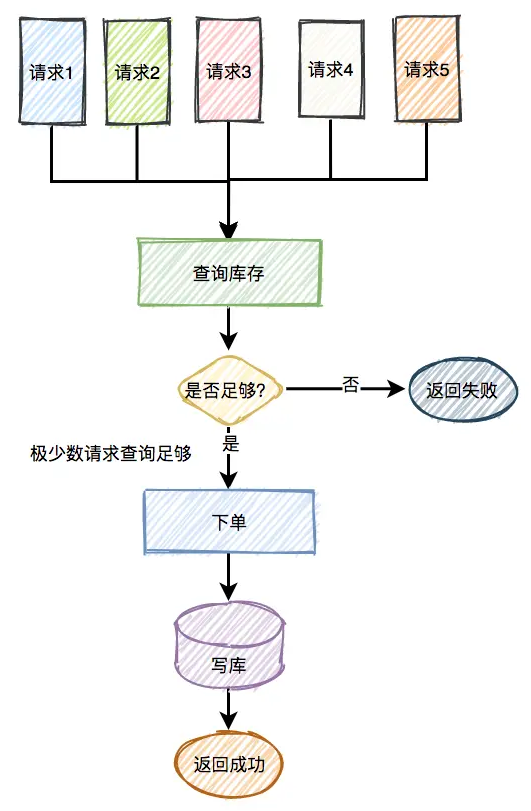 请求1
请求2
请求3
请求4
请求5
查询库存
是否足够?
否
返回失败
是
极少数请求查询足够
下单
写库
返回成功